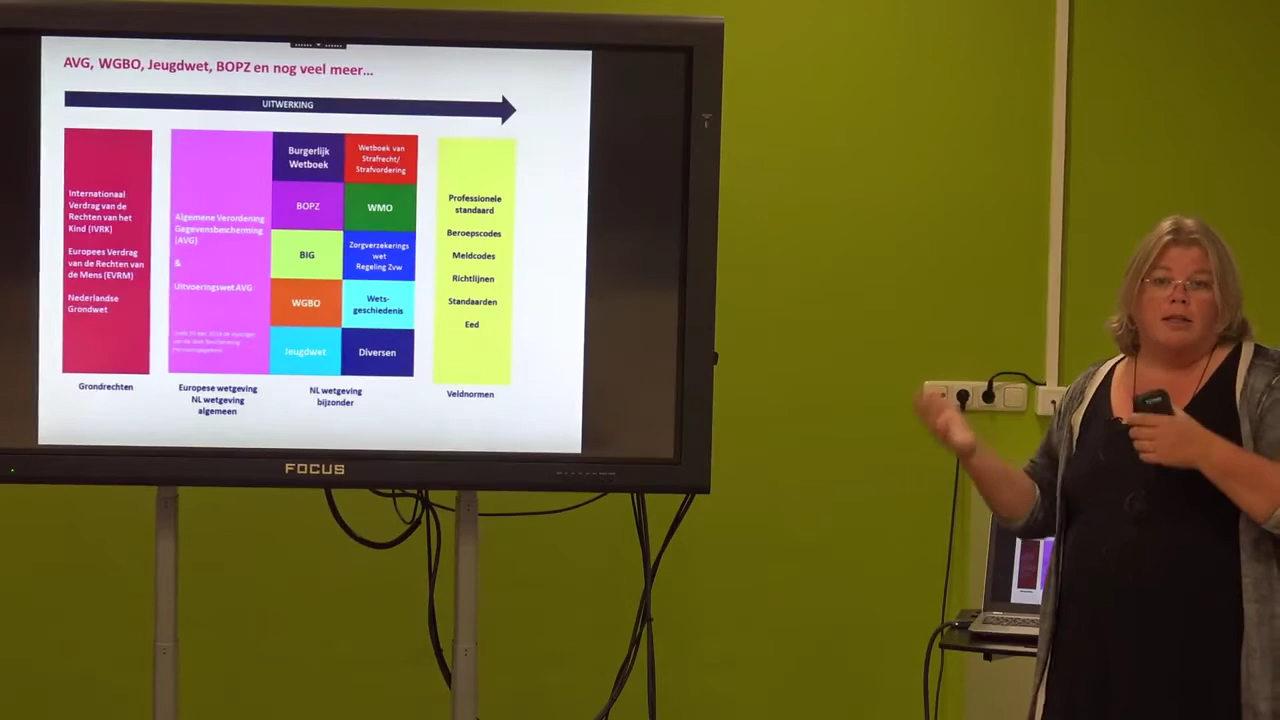 AVG, WGBO, Jeugdwet, BOPZ en nog veel meer...
UITWERKING
Internationaal
Verdrag van de
Rechten van het
Kind (IVRK)
Europees Verdrag
van de Rechten van
de Mens (EVRM)
Nederlandse
Grondwet
Grondrechten
Algemene Verordening
Gegevensbescherming
(AVG)
&
Uitvoeringswet AVG
Europese wetgeving
NL wetgeving
algemeen
Burgerlijk
Wetboek
Wetboek van
Strafrecht/
Strafvordering
BOPZ
WMO
BIG
Zorgverzekerings
wet
Regeling Zvw
WGBO
Wets-
geschiedenis
Jeugdwet
Diversen
NL wetgeving
bijzonder
Professionele
standaard
Beroepscodes
Meldcodes
Richtlijnen
Standaarden
Eed
Veldnormen
FOCUS